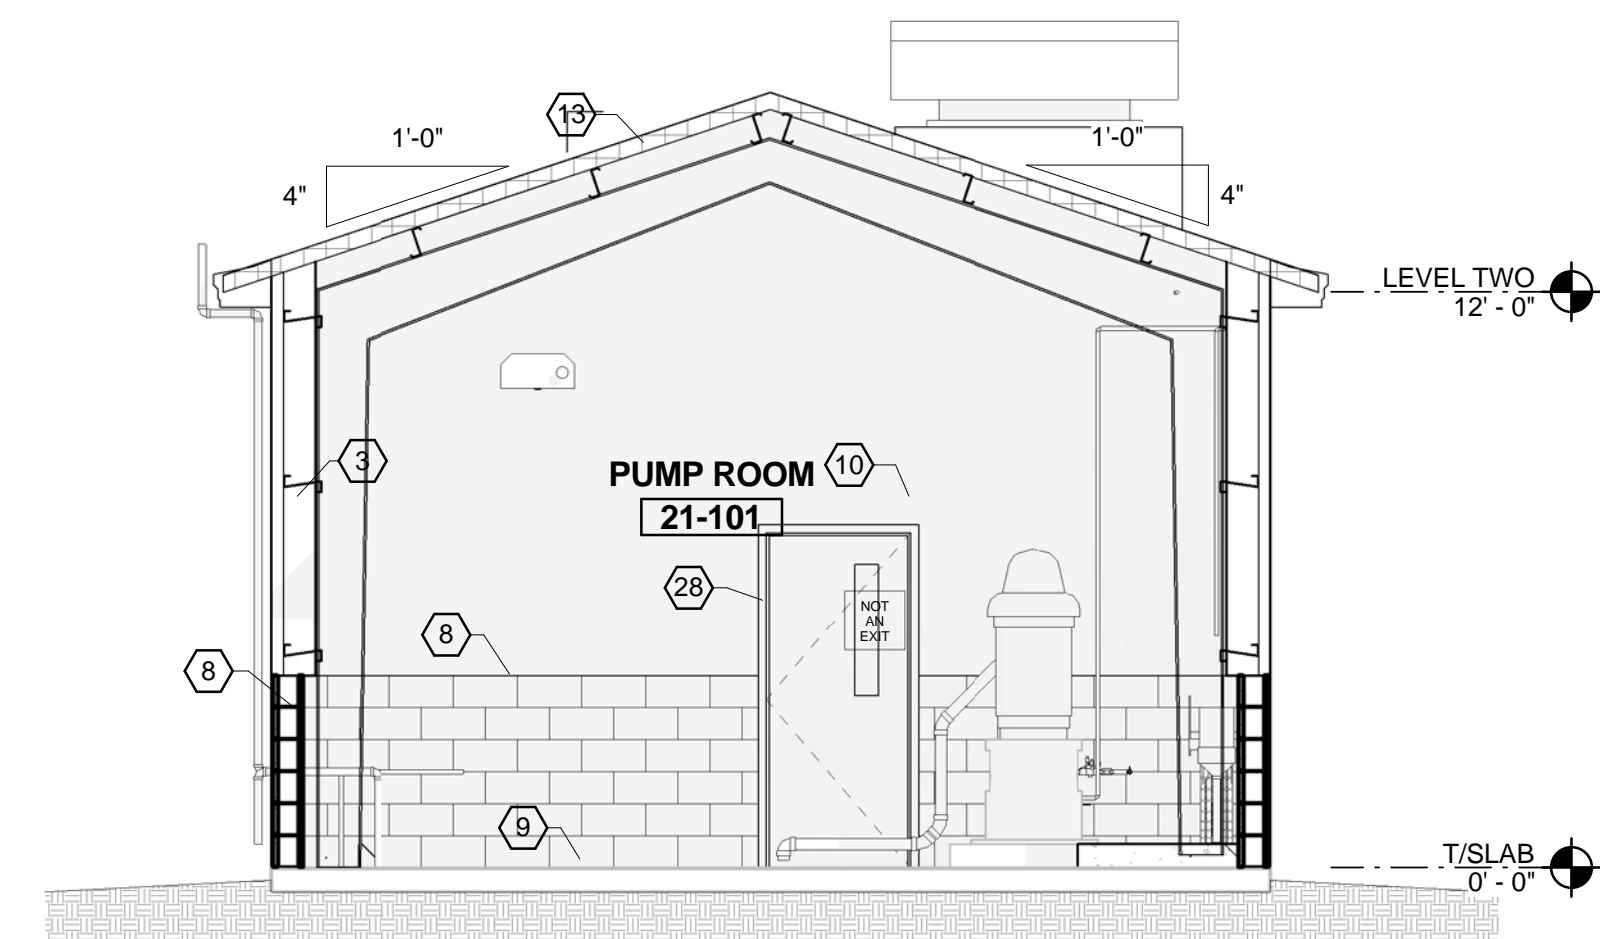 13
1'-0"
1'-0"
4"
4"
LEVEL TWO
12' - 0"
3
PUMP ROOM
10
21-101
28
NOT
AN
EXIT
8
8
9
T/SLAB
0' - 0"